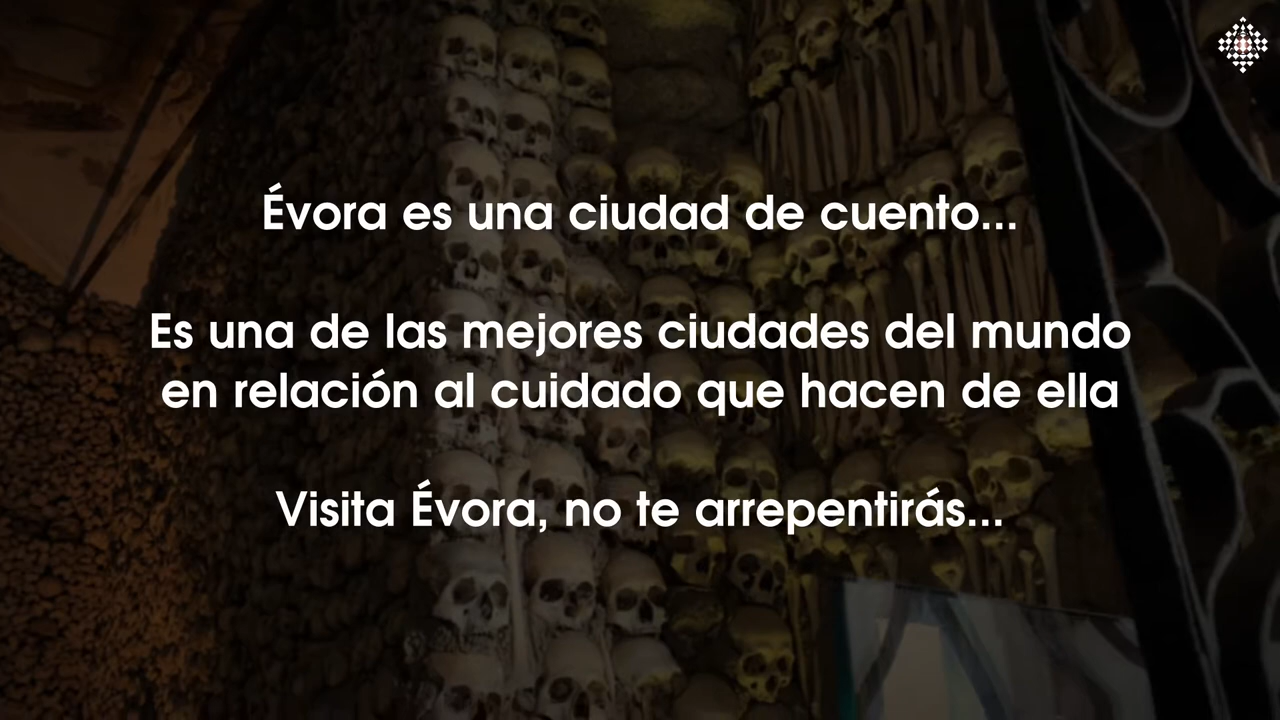 Évora es una ciudad de cuento...
Es una de las mejores ciudades del mundo
en relación al cuidado que hacen de ella
Visita Évora, no te arrepentirás...